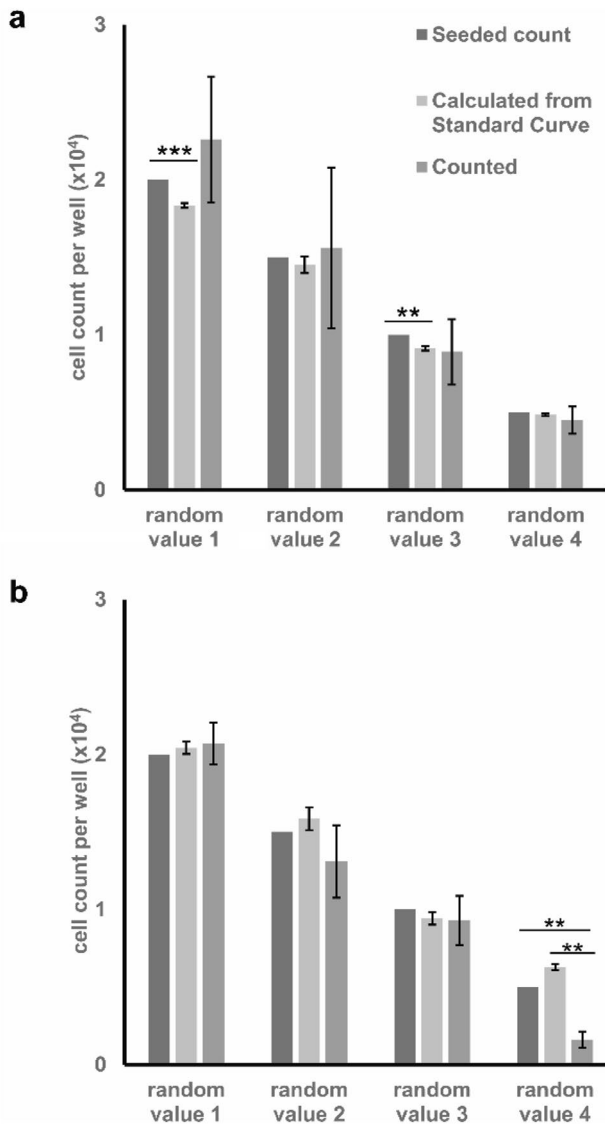 a
3
2
1
0
cell count per well (x10⁴)
Seeded count
Calculated from
Standard Curve
Counted
***
**
random
value 1
random
value 2
random
value 3
random
value 4
b
3
2
1
0
cell count per well (x10⁴)
**
**
random
value 1
random
value 2
random
value 3
random
value 4